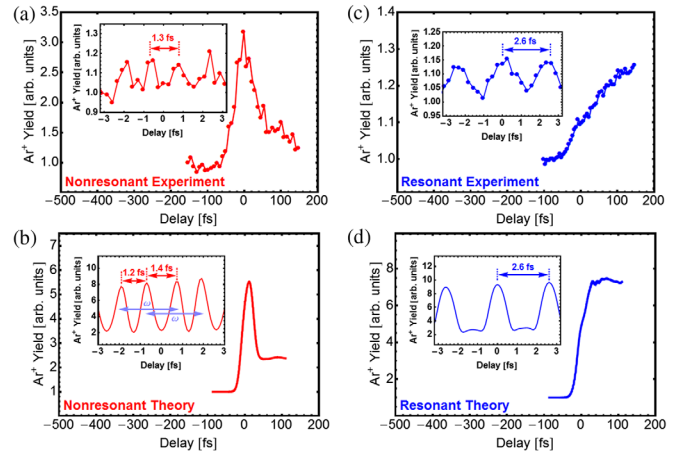 (a)
Ar⁺ Yield [arb. units]
3.5
3.0
2.5
2.0
1.5
1.0
Ar⁺ Yield [arb. units]
1.3
1.2
1.1
1.0
0.9
1.3 fs
−3 −2 −1 0 1 2 3
Delay [fs]
Nonresonant Experiment
−500 −400 −300 −200 −100 0 100 200
Delay [fs]
(c)
Ar⁺ Yield [arb. units]
1.4
1.3
1.2
1.1
1.0
Ar⁺ Yield [arb. units]
1.25
1.20
1.15
1.10
1.05
1.00
0.95
2.6 fs
−3 −2 −1 0 1 2 3
Delay [fs]
Resonant Experiment
−500 −400 −300 −200 −100 0 100 200
Delay [fs]
(b)
Ar⁺ Yield [arb. units]
7
6
5
4
3
2
1
Ar⁺ Yield [arb. units]
10
8
6
4
2
1.2 fs 1.4 fs
ω
ω
−3 −2 −1 0 1 2 3
Delay [fs]
Nonresonant Theory
−500 −400 −300 −200 −100 0 100 200
Delay [fs]
(d)
Ar⁺ Yield [arb. units]
8
6
4
2
Ar⁺ Yield [arb. units]
12
10
8
6
4
2
2.6 fs
−3 −2 −1 0 1 2 3
Delay [fs]
Resonant Theory
−500 −400 −300 −200 −100 0 100 200
Delay [fs]